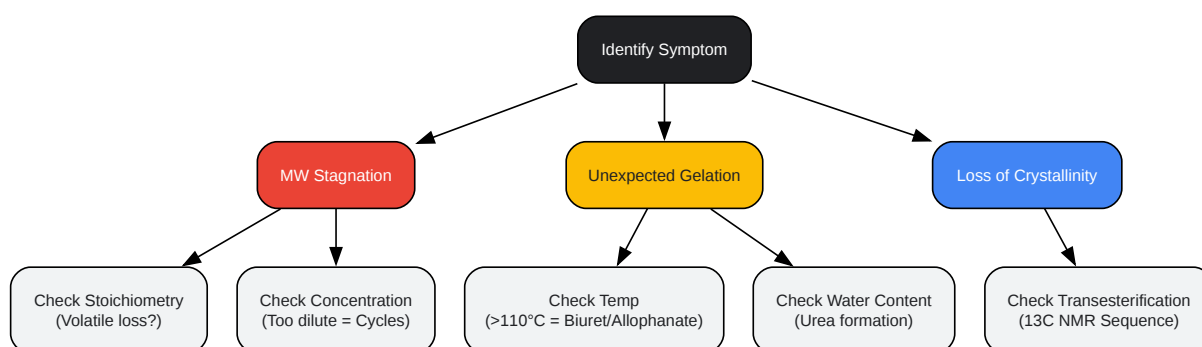 Identify Symptom
MW Stagnation
Unexpected Gelation
Loss of Crystallinity
Check Stoichiometry
(Volatile loss?)
Check Concentration
(Too dilute = Cycles)
Check Temp
(>110°C = Biuret/Allophanate)
Check Water Content
(Urea formation)
Check Transesterification
(13C NMR Sequence)